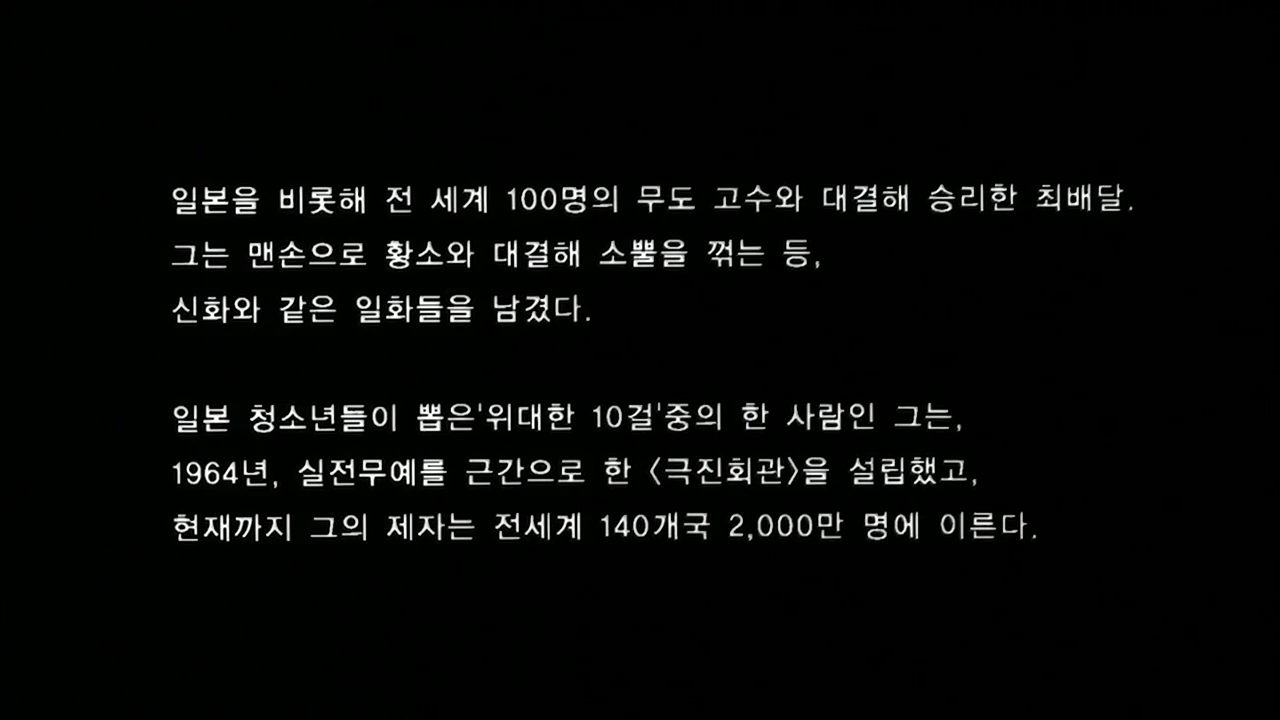 일본을 비롯해 전 세계 100명의 무도 고수와 대결해 승리한 최배달.
그는 맨손으로 황소와 대결해 소뿔을 꺾는 등,
신화와 같은 일화들을 남겼다.
일본 청소년들이 뽑은'위대한 10걸'중의 한 사람인 그는,
1964년, 실전무예를 근간으로 한 〈극진회관〉을 설립했고,
현재까지 그의 제자는 전세계 140개국 2,000만 명에 이른다.